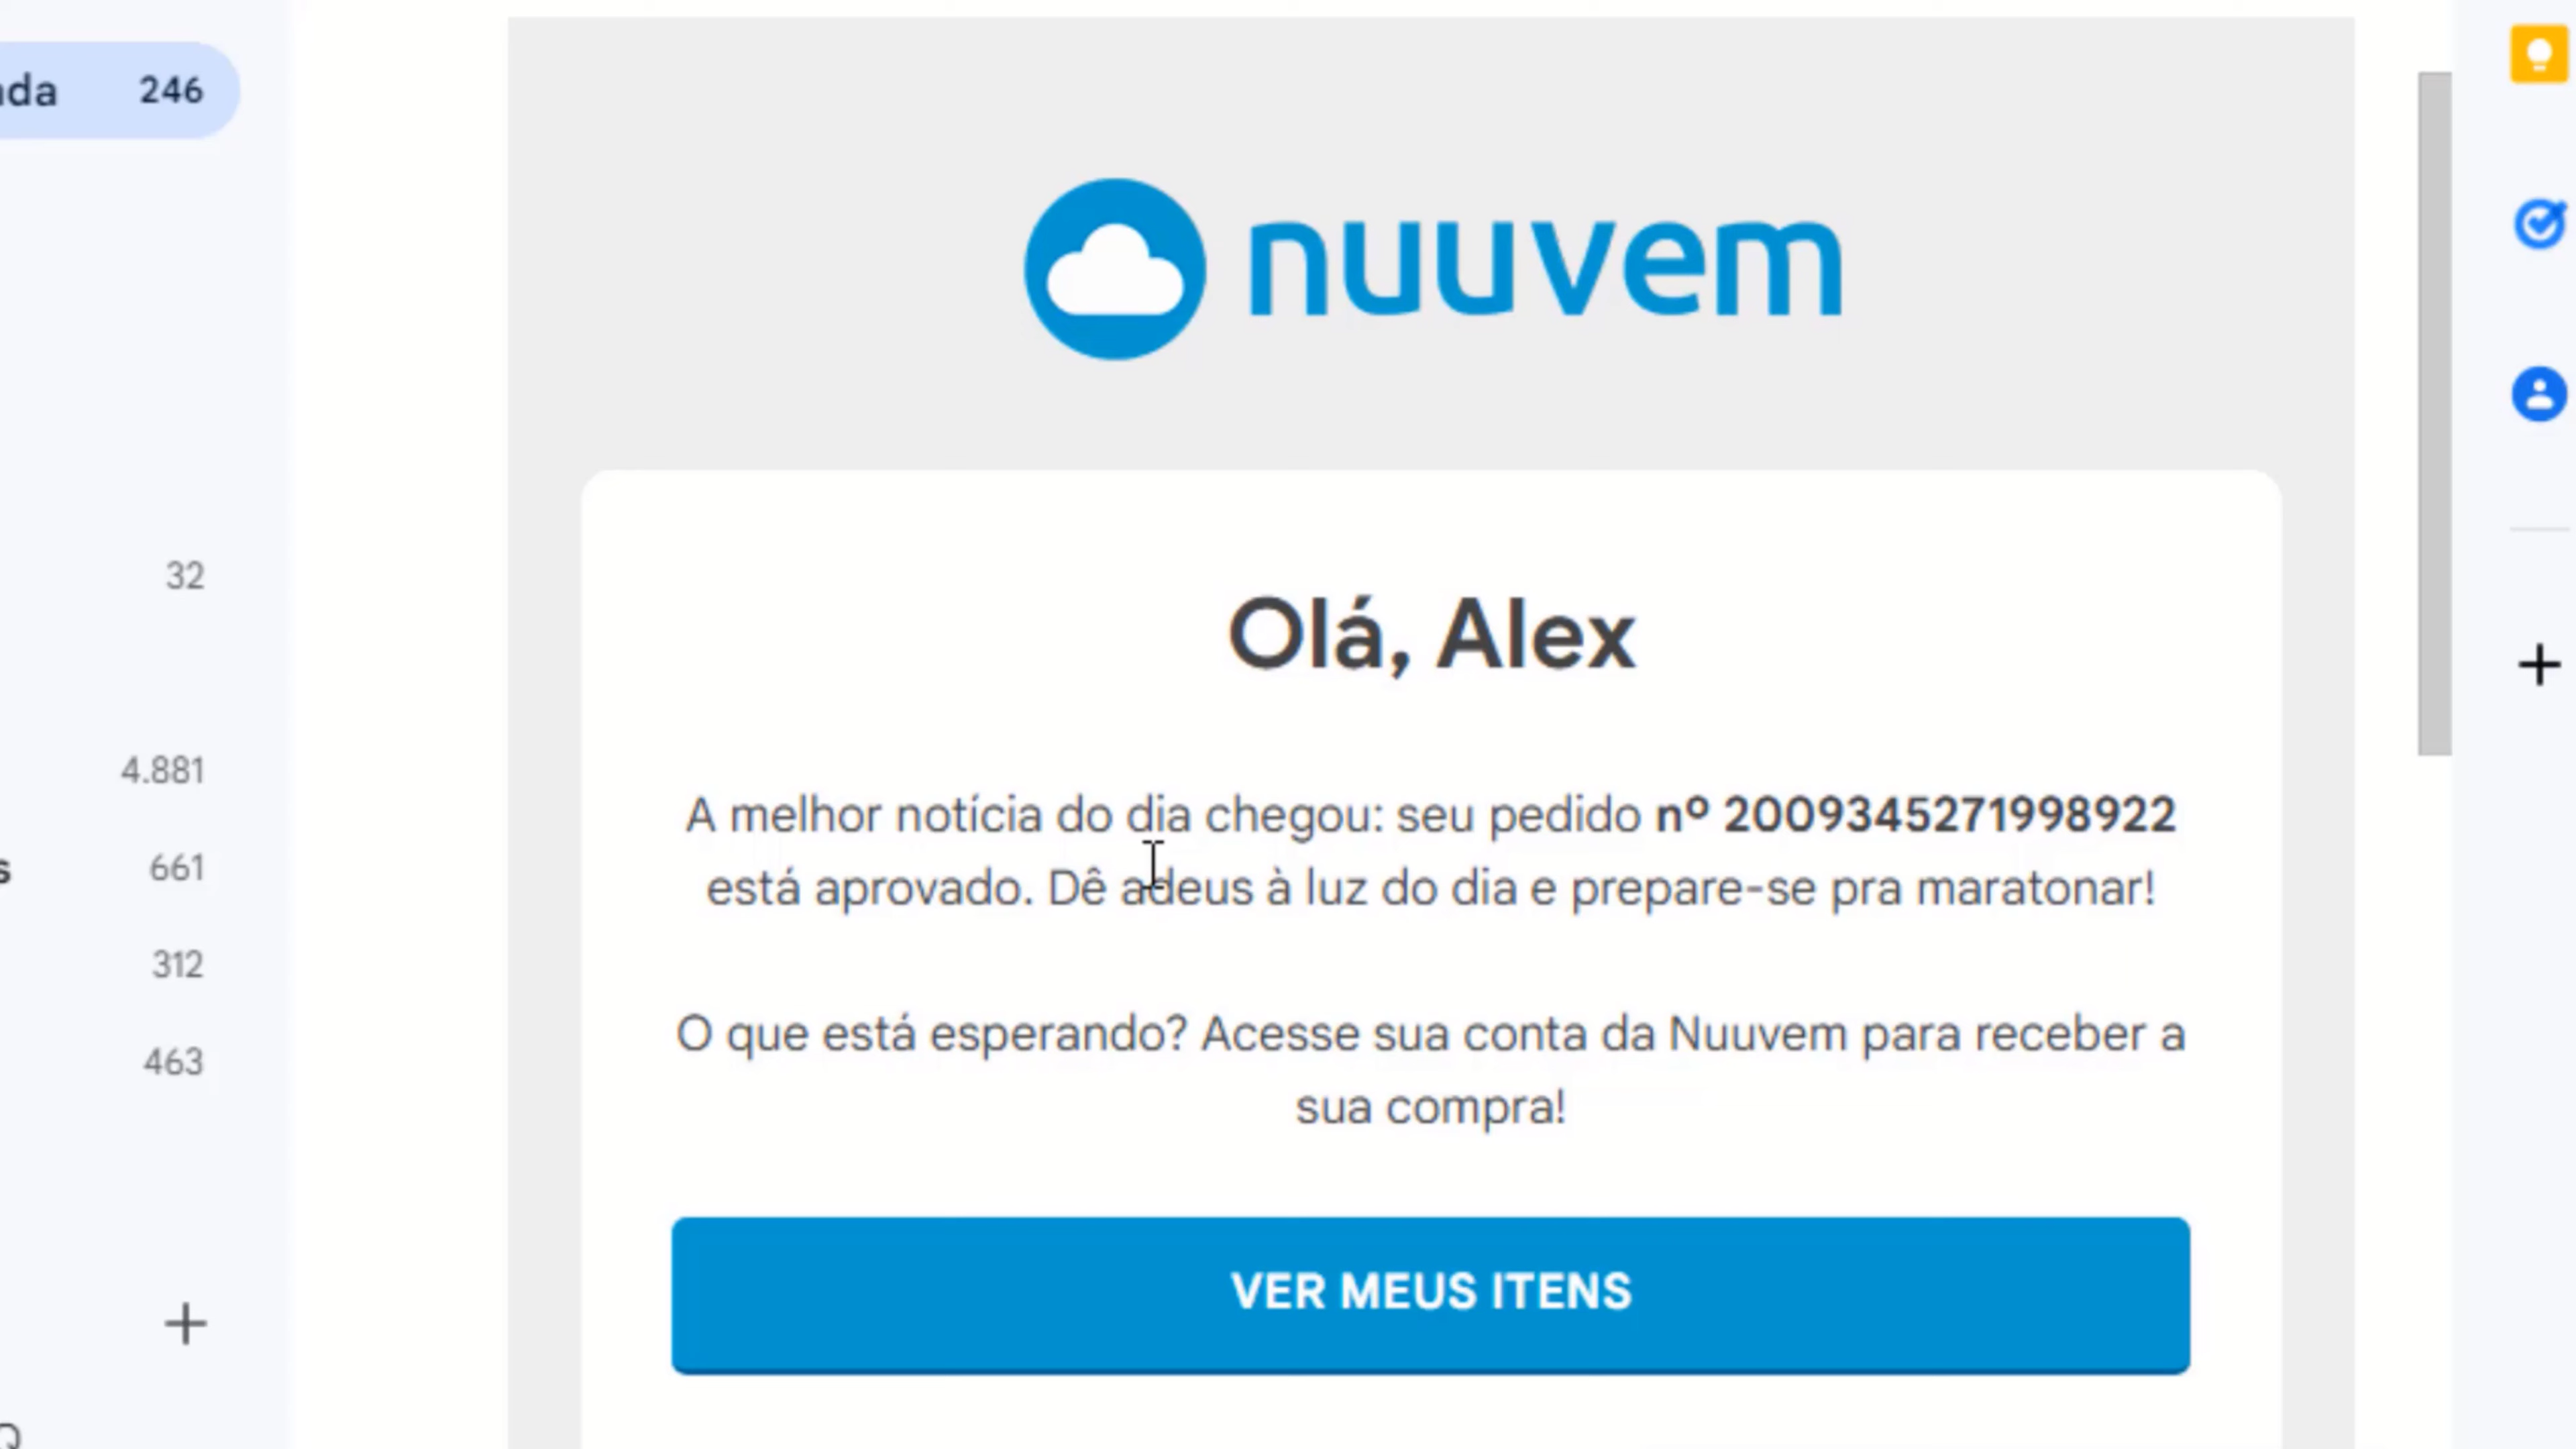 246
32
4.881
661
312
463
nuuvem
Olá, Alex
A melhor notícia do dia chegou: seu pedido nº 2009345271998922
está aprovado. Dê adeus à luz do dia e prepare-se pra maratonar!
O que está esperando? Acesse sua conta da Nuuvem para receber a
sua compra!
VER MEUS ITENS